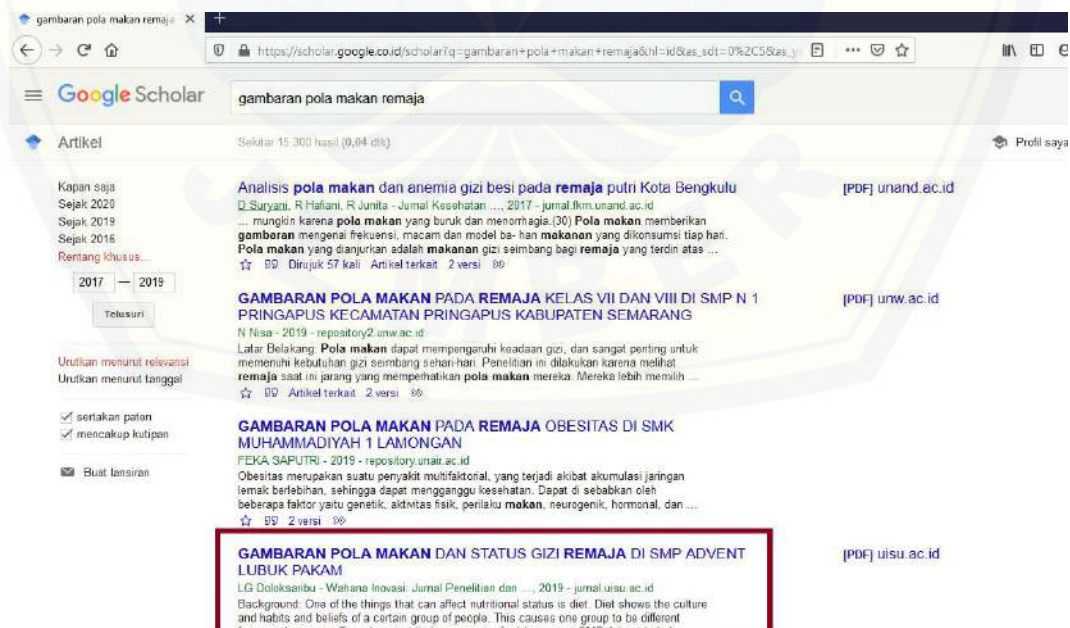 gambaran pola makan remaja
https://scholar.google.co.id/scholar?q=gambaran+pola+makan+remaja&hl=id&as_sdt=0%2C5&as_y
Google Scholar
gambaran pola makan remaja
Artikel
Sekitar 15.300 hasil (0,04 dtk)
Profil saya
Kapan saja
Sejak 2020
Sejak 2019
Sejak 2016
Rentang khusus...
2017 — 2019
Telusuri
Urutkan menurut relevansi
Urutkan menurut tanggal
sertakan paten
mencakup kutipan
Buat lansiran
Analisis pola makan dan anemia gizi besi pada remaja putri Kota Bengkulu
[PDF] unand.ac.id
D Suryani, R Hafiani, R Junita - Jurnal Kesehatan ..., 2017 - jurnal.fkm.unand.ac.id
... mungkin karena pola makan yang buruk dan menorrhagia.(30) Pola makan memberikan
gambaran mengenai frekuensi, macam dan model ba- han makanan yang dikonsumsi tiap hari.
Pola makan yang dianjurkan adalah makanan gizi seimbang bagi remaja yang terdiri atas ...
Dirujuk 57 kali Artikel terkait 2 versi
GAMBARAN POLA MAKAN PADA REMAJA KELAS VII DAN VIII DI SMP N 1
PRINGAPUS KECAMATAN PRINGAPUS KABUPATEN SEMARANG
[PDF] unw.ac.id
N Nisa - 2019 - repository2.unw.ac.id
Latar Belakang: Pola makan dapat mempengaruhi keadaan gizi, dan sangat penting untuk
memenuhi kebutuhan gizi seimbang sehari-hari. Penelitian ini dilakukan karena melihat
remaja saat ini jarang yang memperhatikan pola makan mereka. Mereka lebih memilih ...
Artikel terkait 2 versi
GAMBARAN POLA MAKAN PADA REMAJA OBESITAS DI SMK
MUHAMMADIYAH 1 LAMONGAN
FEKA SAPUTRI - 2019 - repository.unair.ac.id
Obesitas merupakan suatu penyakit multifaktorial, yang terjadi akibat akumulasi jaringan
lemak berlebihan, sehingga dapat mengganggu kesehatan. Dapat di sebabkan oleh
beberapa faktor yaitu genetik, aktivitas fisik, perilaku makan, neurogenik, hormonal, dan ...
2 versi
GAMBARAN POLA MAKAN DAN STATUS GIZI REMAJA DI SMP ADVENT
LUBUK PAKAM
[PDF] uisu.ac.id
LG Doloksaribu - Wahana Inovasi: Jurnal Penelitian dan ..., 2019 - jurnal.uisu.ac.id
Background: One of the things that can affect nutritional status is diet. Diet shows the culture
and habits and beliefs of a certain group of people. This causes one group to be different